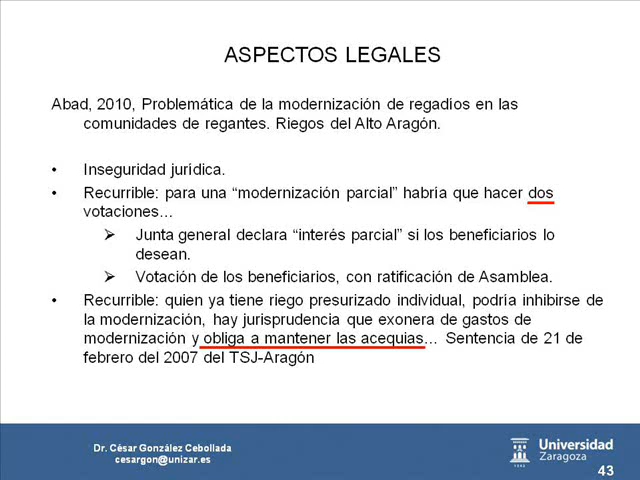 ASPECTOS LEGALES
Abad, 2010, Problemática de la modernización de regadíos en las
comunidades de regantes. Riegos del Alto Aragón.
• Inseguridad jurídica.
• Recurrible: para una “modernización parcial” habría que hacer dos
votaciones…
➢ Junta general declara “interés parcial” si los beneficiarios lo
desean.
➢ Votación de los beneficiarios, con ratificación de Asamblea.
• Recurrible: quien ya tiene riego presurizado individual, podría inhibirse de
la modernización, hay jurisprudencia que exonera de gastos de
modernización y obliga a mantener las acequias… Sentencia de 21 de
febrero del 2007 del TSJ-Aragón
Dr. César González Cebollada
cesargon@unizar.es
Universidad
Zaragoza
1542
43